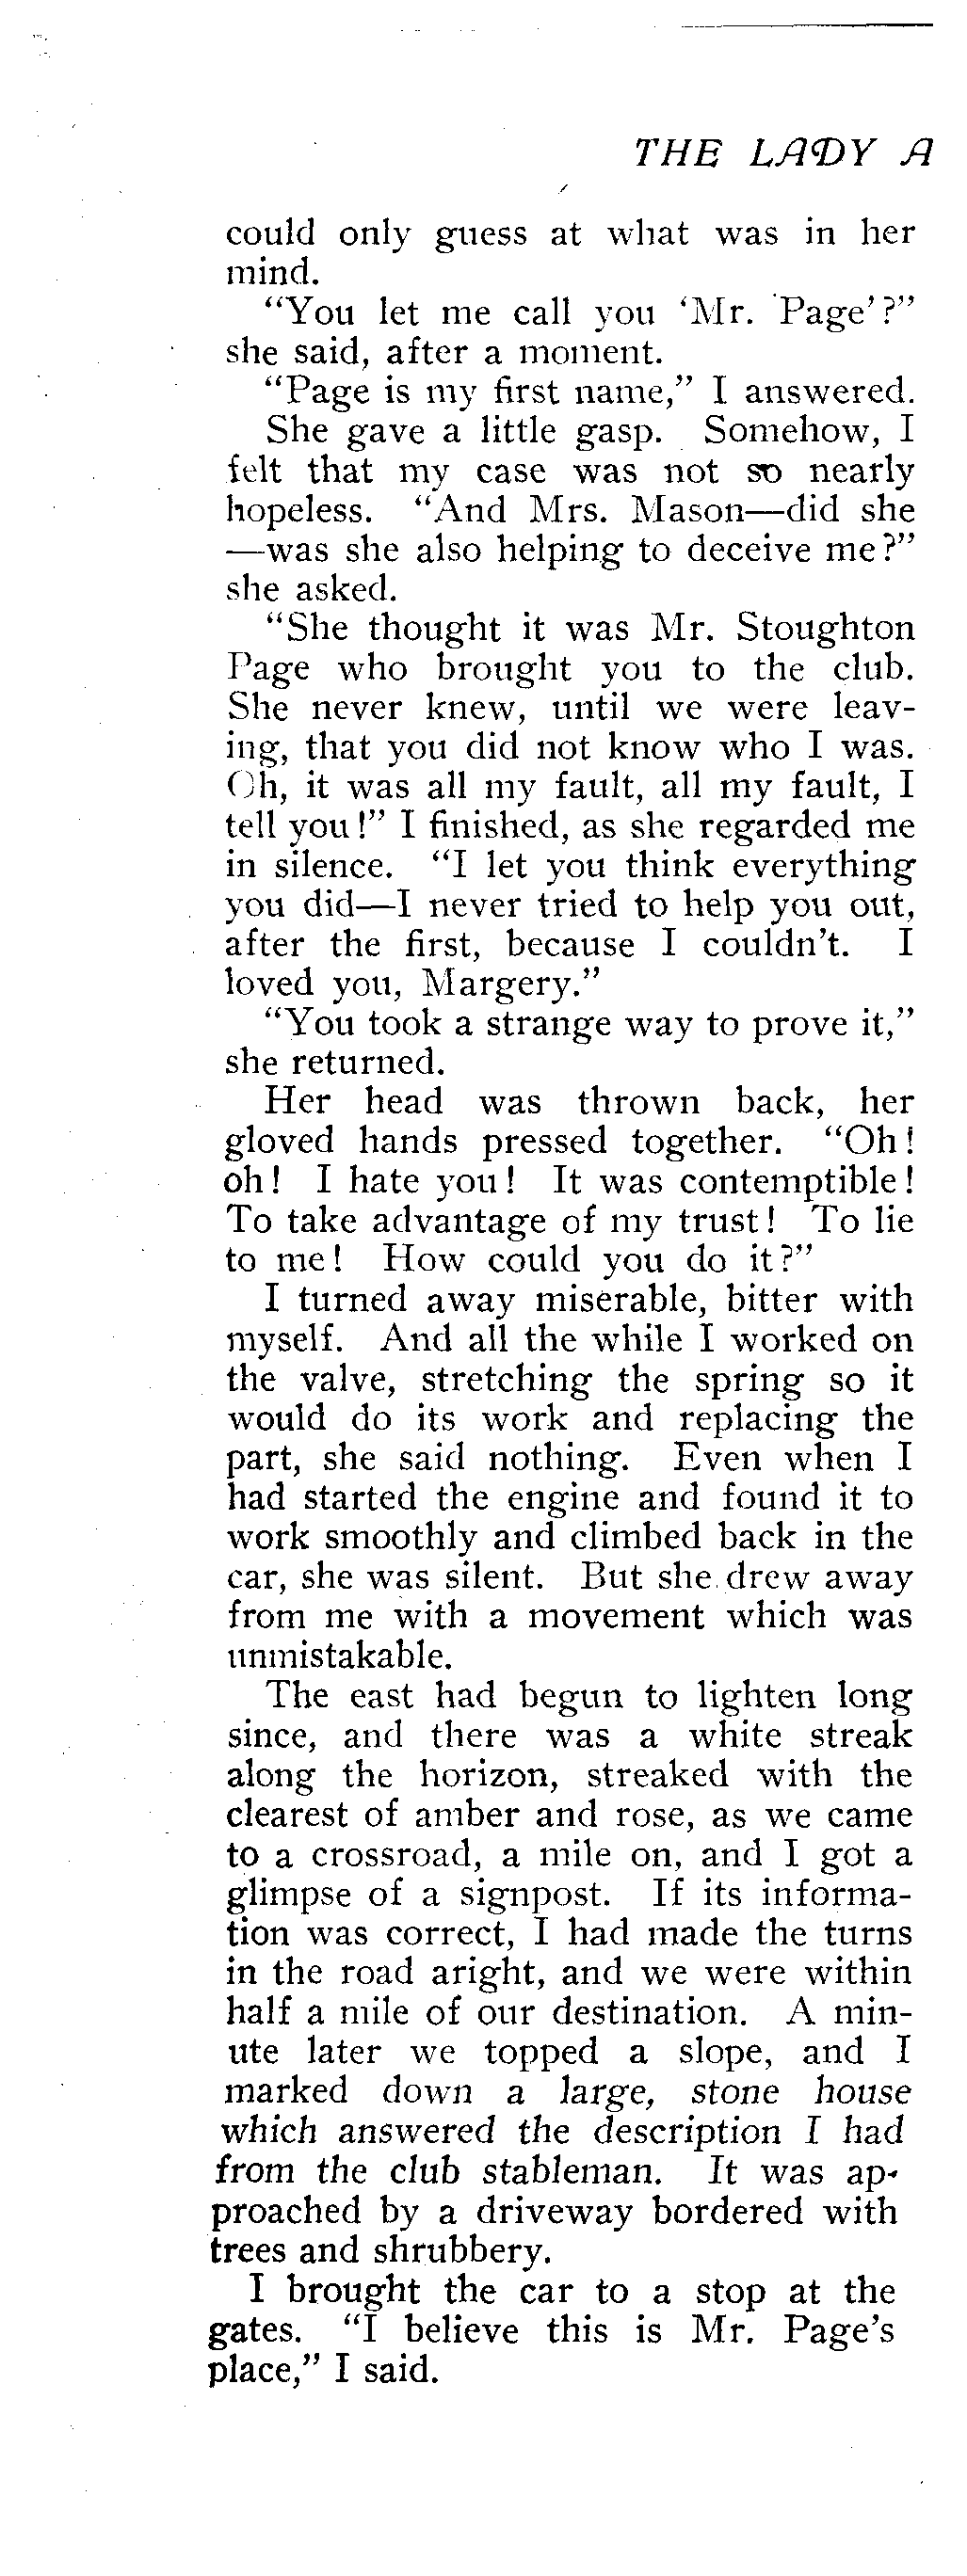 THE LADY A
could only guess at what was in her
mind.
"You let me call you 'Mr. Page'?"
she said, after a moment.
"Page is my first name," I answered.
She gave a little gasp. Somehow, I
felt that my case was not so nearly
hopeless. "And Mrs. Mason—did she
—was she also helping to deceive me?"
she asked.
"She thought it was Mr. Stoughton
Page who brought you to the club.
She never knew, until we were leav-
ing, that you did not know who I was.
Oh, it was all my fault, all my fault, I
tell you!" I finished, as she regarded me
in silence. "I let you think everything
you did—I never tried to help you out,
after the first, because I couldn't. I
loved you, Margery."
"You took a strange way to prove it,"
she returned.
Her head was thrown back, her
gloved hands pressed together. "Oh!
oh! I hate you! It was contemptible!
To take advantage of my trust! To lie
to me! How could you do it?"
I turned away miserable, bitter with
myself. And all the while I worked on
the valve, stretching the spring so it
would do its work and replacing the
part, she said nothing. Even when I
had started the engine and found it to
work smoothly and climbed back in the
car, she was silent. But she drew away
from me with a movement which was
unmistakable.
The east had begun to lighten long
since, and there was a white streak
along the horizon, streaked with the
clearest of amber and rose, as we came
to a crossroad, a mile on, and I got a
glimpse of a signpost. If its informa-
tion was correct, I had made the turns
in the road aright, and we were within
half a mile of our destination. A min-
ute later we topped a slope, and I
marked down a large, stone house
which answered the description I had
from the club stableman. It was ap-
proached by a driveway bordered with
trees and shrubbery.
I brought the car to a stop at the
gates. "I believe this is Mr. Page's
place," I said.